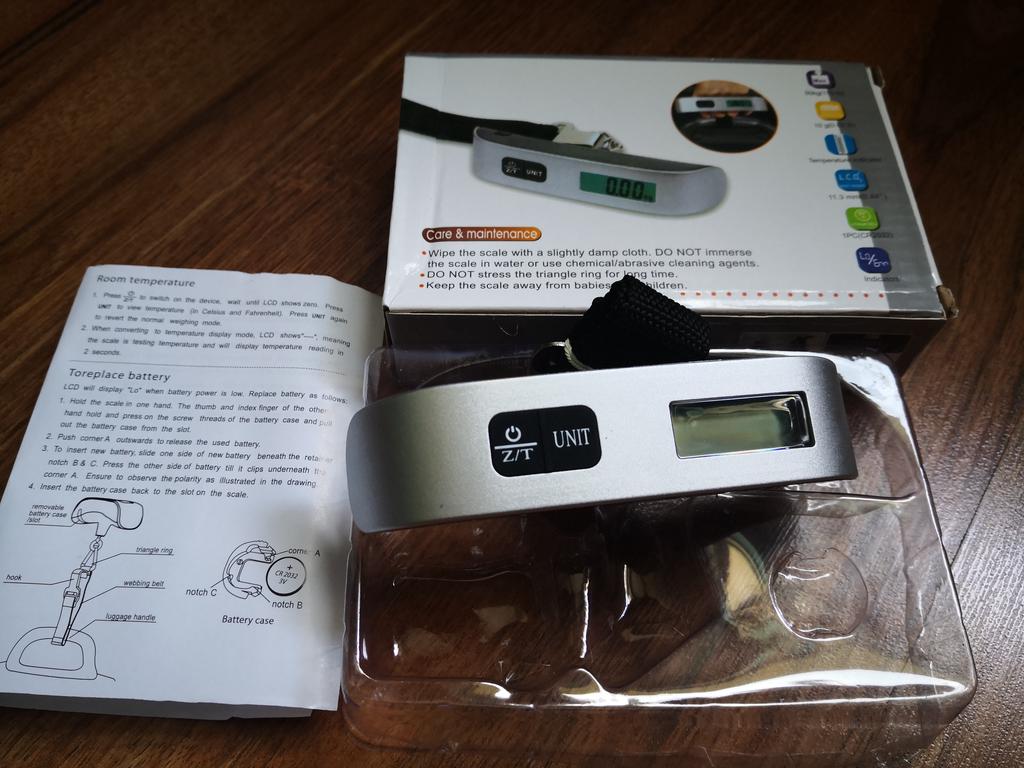 Z/T
UNIT
0.00
Care & maintenance
• Wipe the scale with a slightly damp cloth. DO NOT immerse
the scale in water or use chemical/abrasive cleaning agents.
• DO NOT stress the triangle ring for long time.
• Keep the scale away from babies children.
Temperature indicator
LCD
1PC(CR2032)
Lo/Err
Indicators
Room temperature
1. Press Z/T to switch on the device, wait until LCD shows zero. Press
UNIT to view temperature (in Celsius and Fahrenheit). Press UNIT again
to revert the normal weighing mode.
2. When converting to temperature display mode, LCD shows"----", meaning
the scale is testing temperature and will display temperature reading in
2 seconds.
Toreplace battery
LCD will display "Lo" when battery power is low. Replace battery as follows:
1. Hold the scale in one hand. The thumb and index finger of the other
hand hold and press on the screw threads of the battery case and pull
out the battery case from the slot.
2. Push corner A outwards to release the used battery.
3. To insert new battery, slide one side of new battery beneath the
notch B & C. Press the other side of battery till it clips underneath
corner A. Ensure to observe the polarity as illustrated in the drawing.
4. Insert the battery case back to the slot on the scale.
removable
battery case
/slot
triangle ring
hook
webbing belt
luggage handle
corner A
+
CR 2032
3V
notch C
notch B
Battery case
Z/T
UNIT